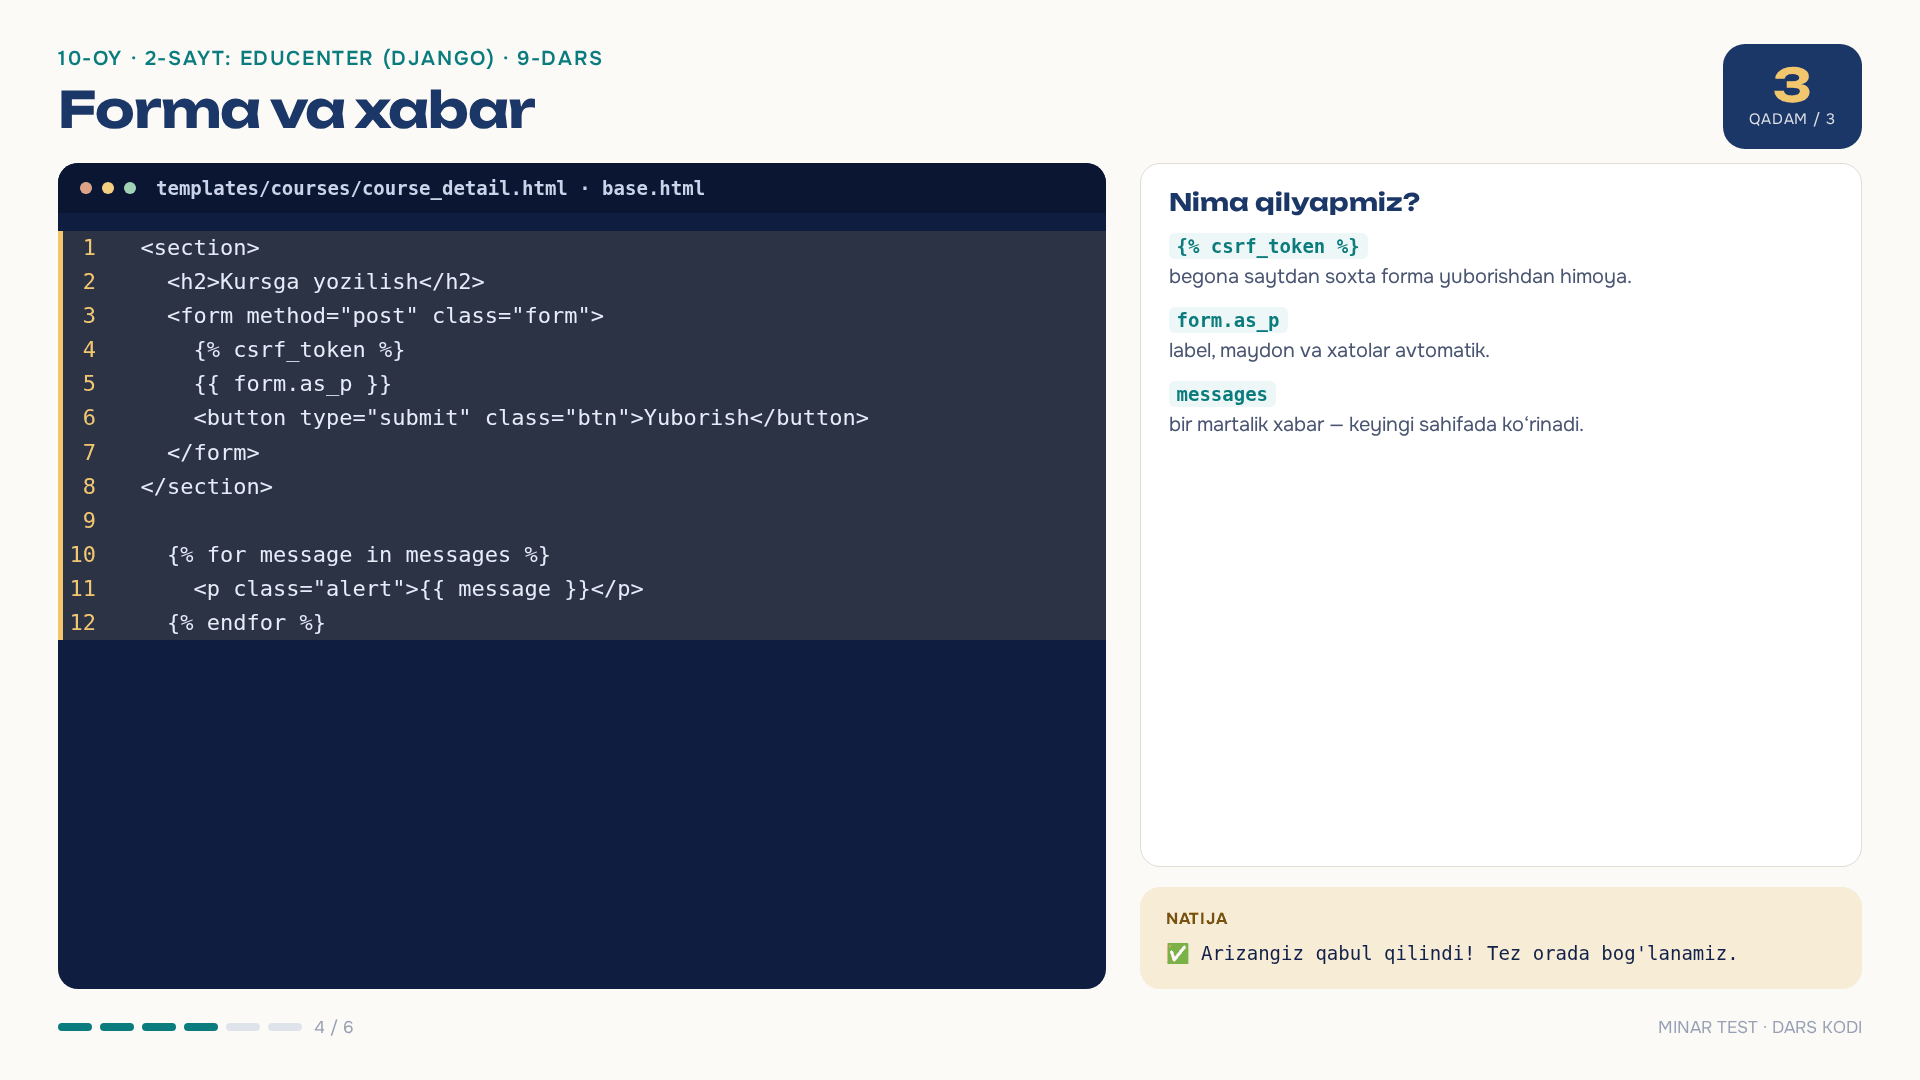 10-OY · 2-SAYT: EDUCENTER (DJANGO) · 9-DARS
Forma va xabar
3
QADAM / 3
templates/courses/course_detail.html · base.html
1 <section>
2   <h2>Kursga yozilish</h2>
3   <form method="post" class="form">
4     {% csrf_token %}
5     {{ form.as_p }}
6     <button type="submit" class="btn">Yuborish</button>
7   </form>
8 </section>
9
10   {% for message in messages %}
11     <p class="alert">{{ message }}</p>
12   {% endfor %}
Nima qilyapmiz?
{% csrf_token %}
begona saytdan soxta forma yuborishdan himoya.
form.as_p
label, maydon va xatolar avtomatik.
messages
bir martalik xabar — keyingi sahifada koʻrinadi.
NATIJA
✅ Arizangiz qabul qilindi! Tez orada bog'lanamiz.
4 / 6
MINAR TEST · DARS KODI